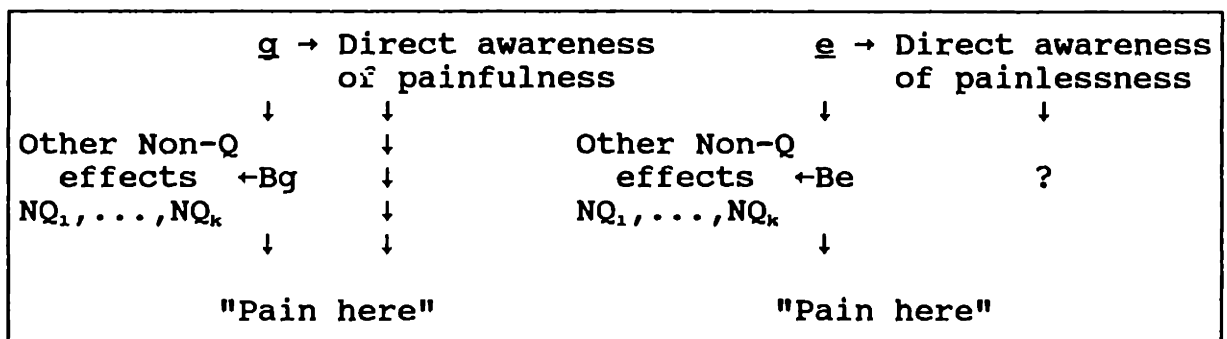 g → Direct awareness of painfulness e → Direct awareness of painlessness
↓ ↓ ↓ ↓
Other Non-Q effects ←Bg ↓ Other Non-Q effects ←Be ?
NQ₁,...,NQₖ ↓ NQ₁,...,NQₖ
↓ ↓ ↓
"Pain here" "Pain here"